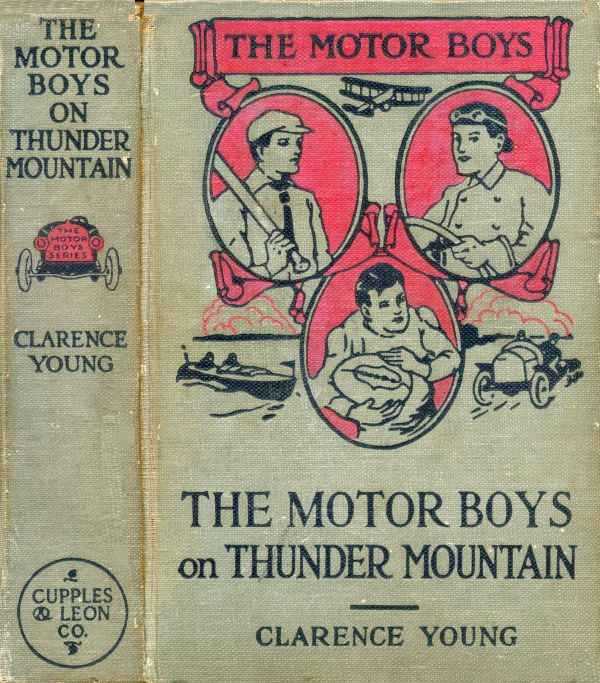 THE
MOTOR
BOYS
ON
THUNDER
MOUNTAIN
THE
MOTOR
BOYS
SERIES
CLARENCE
YOUNG
CUPPLES
& LEON
CO.
THE MOTOR BOYS
THE MOTOR BOYS
on THUNDER MOUNTAIN
CLARENCE YOUNG